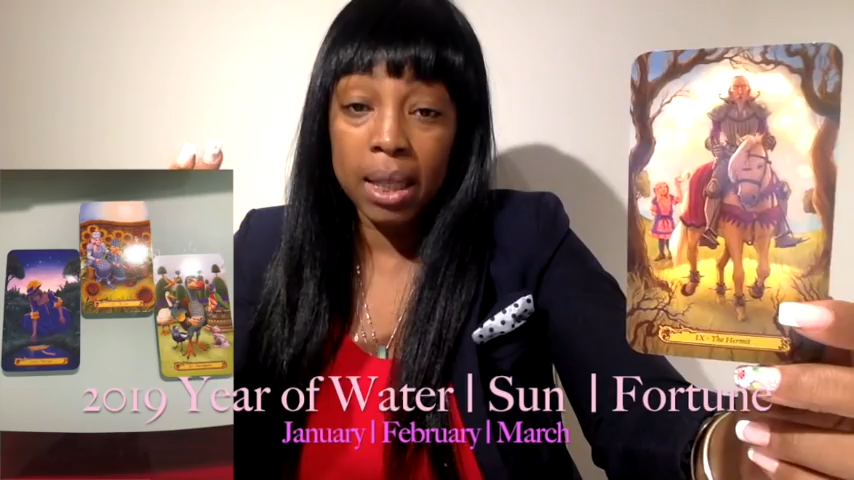 IX - The Hermit
2019 Year of Water | Sun | Fortune
January | February | March